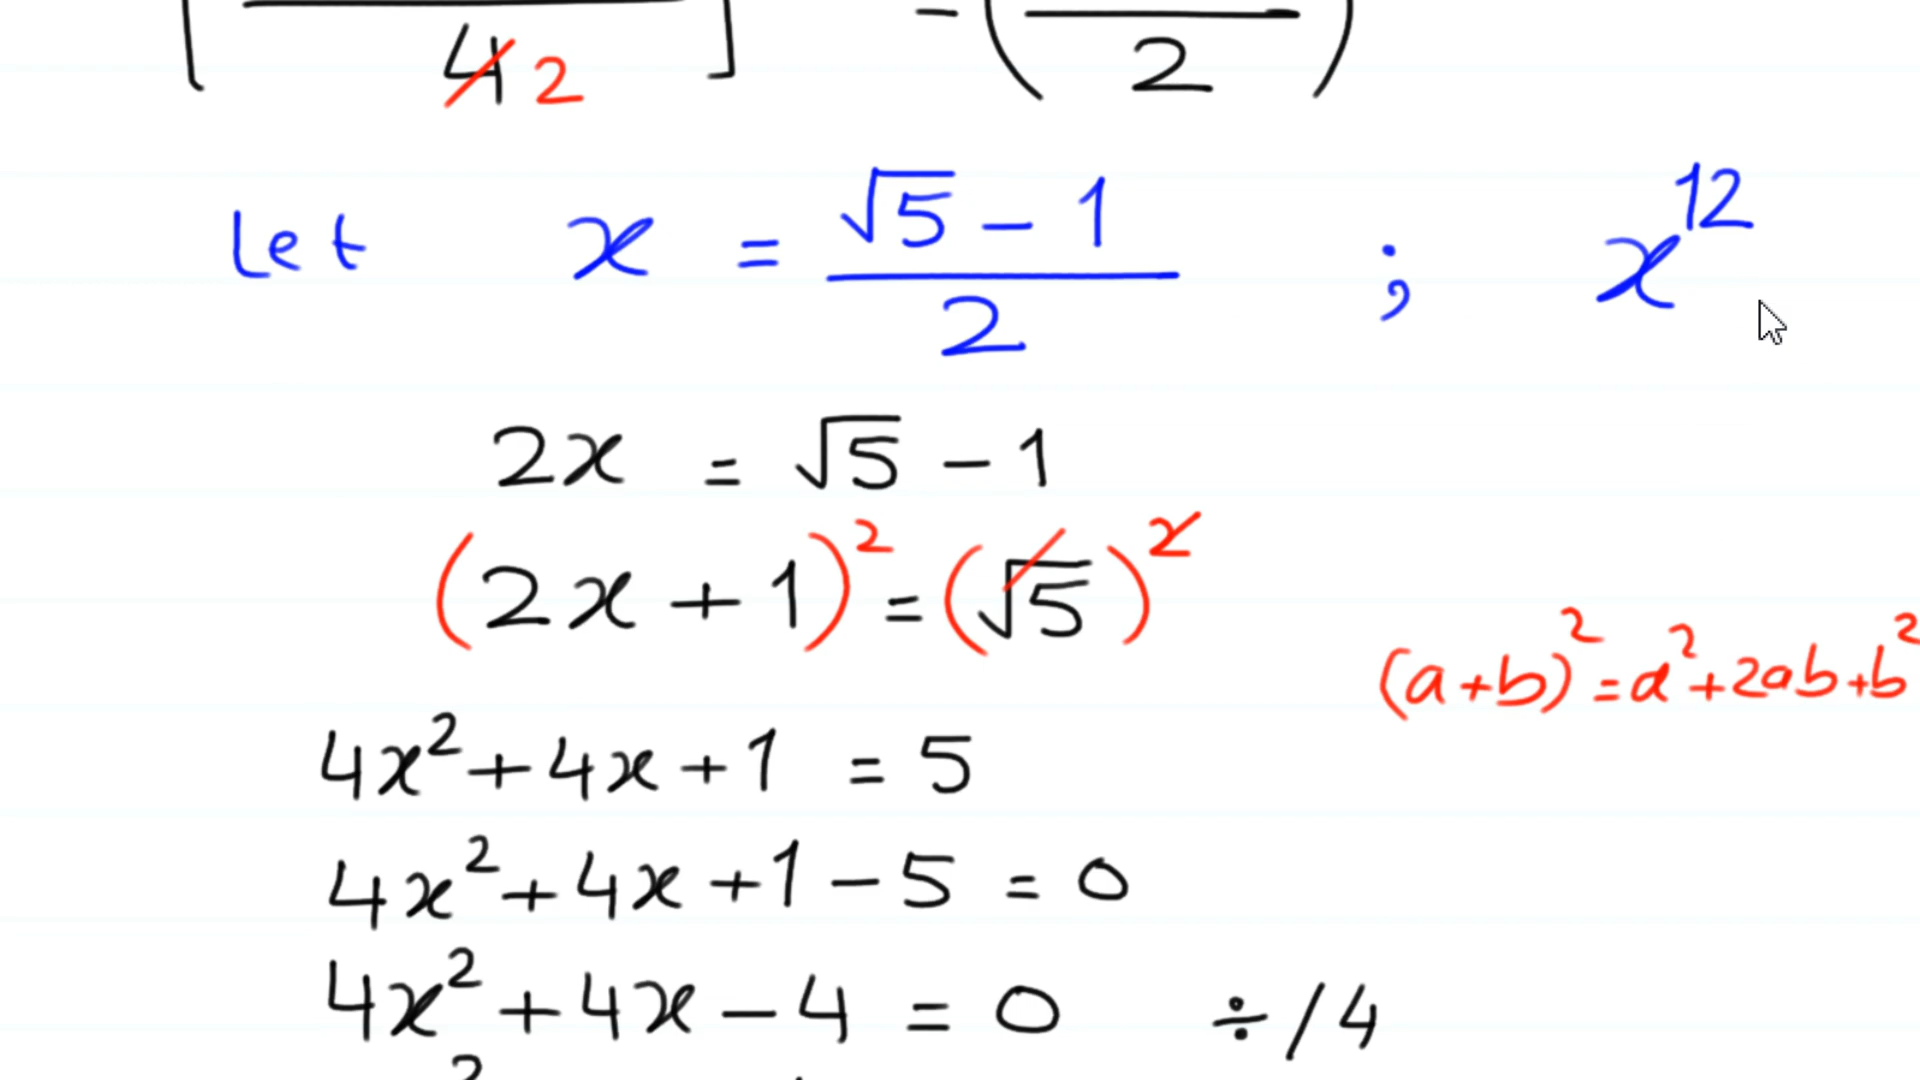 4 2 2
Let x = (√5 - 1)/2 ; x^12
2x = √5 - 1
(2x + 1)^2 = (√5)^2
(a+b)^2 = a^2 + 2ab + b^2
4x^2 + 4x + 1 = 5
4x^2 + 4x + 1 - 5 = 0
4x^2 + 4x - 4 = 0 ÷/4